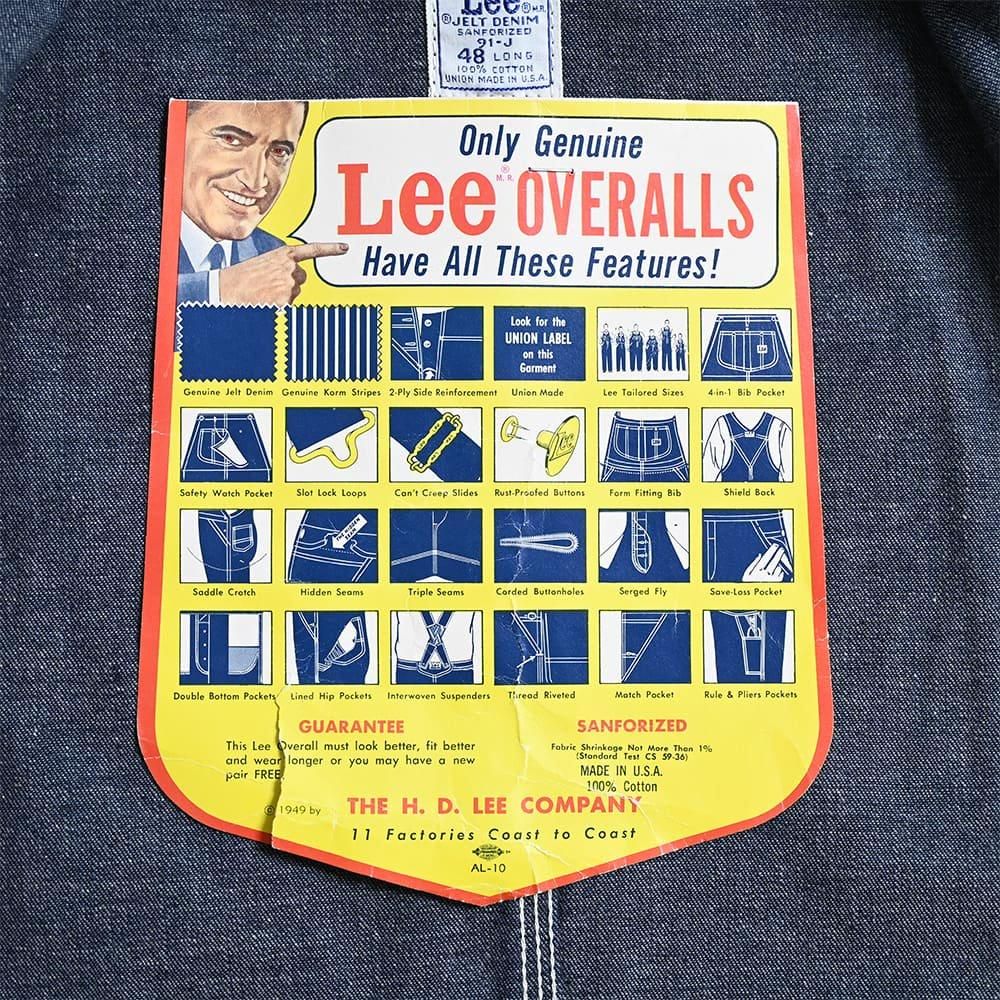 Lee® M.R.
®JELT DENIM
SANFORIZED
91-J
48 LONG
100% COTTON
UNION MADE IN U.S.A.
Only Genuine
Lee® M.R. OVERALLS
Have All These Features!
Look for the
UNION LABEL
on this
Garment
Genuine Jelt Denim
Genuine Korm Stripes
2-Ply Side Reinforcement
Union Made
Lee Tailored Sizes
4-in-1 Bib Pocket
Lee
Lee
Safety Watch Pocket
Slot Lock Loops
Can't Creep Slides
Rust-Proofed Buttons
Form Fitting Bib
Shield Back
Saddle Crotch
Hidden Seams
Triple Seams
Corded Buttonholes
Serged Fly
Save-Loss Pocket
Double Bottom Pockets
Lined Hip Pockets
Interwoven Suspenders
Thread Riveted
Match Pocket
Rule & Pliers Pockets
GUARANTEE
This Lee Overall must look better, fit better
and wear longer or you may have a new
pair FREE.
SANFORIZED
Fabric Shrinkage Not More Than 1%
(Standard Test CS 59-36)
MADE IN U.S.A.
100% Cotton
© 1949 by THE H. D. LEE COMPANY
11 Factories Coast to Coast
AL-10